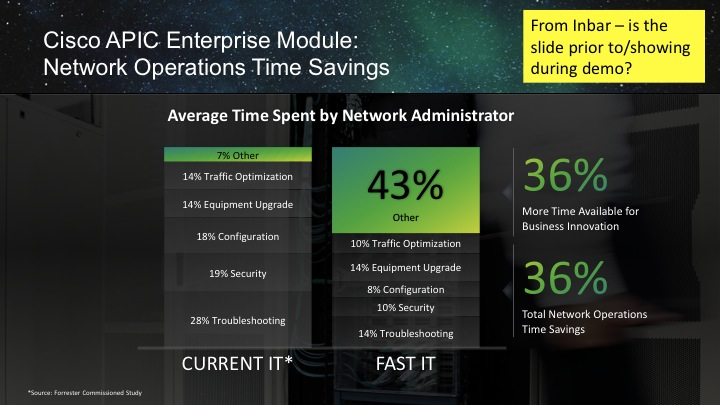 Cisco APIC Enterprise Module:
Network Operations Time Savings
From Inbar – is the
slide prior to/showing
during demo?
Average Time Spent by Network Administrator
7% Other
14% Traffic Optimization
14% Equipment Upgrade
18% Configuration
19% Security
28% Troubleshooting
CURRENT IT*
43%
Other
10% Traffic Optimization
14% Equipment Upgrade
8% Configuration
10% Security
14% Troubleshooting
FAST IT
36%
More Time Available for
Business Innovation
36%
Total Network Operations
Time Savings
*Source: Forrester Commissioned Study